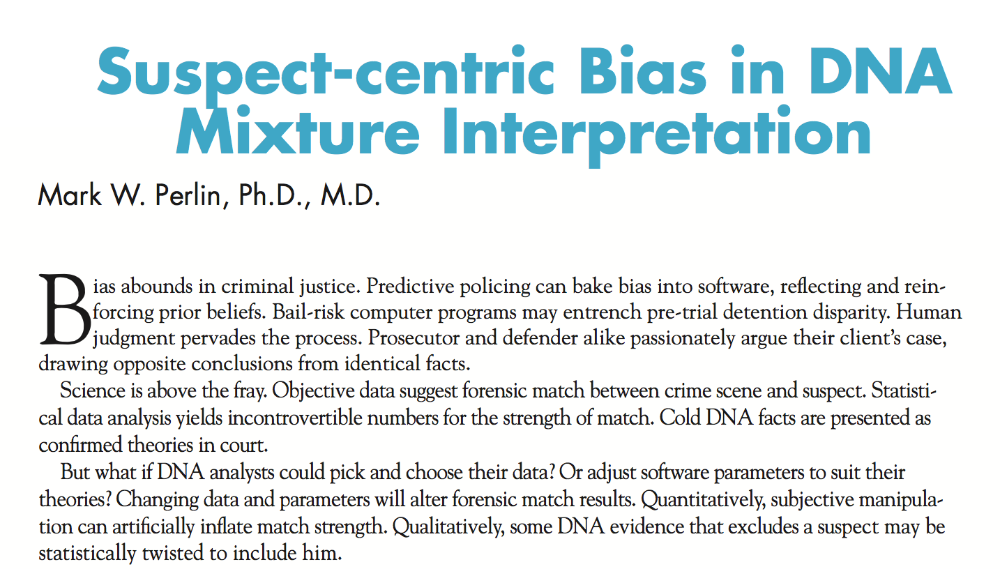 Suspect-centric Bias in DNA
Mixture Interpretation
Mark W. Perlin, Ph.D., M.D.
Bias abounds in criminal justice. Predictive policing can bake bias into software, reflecting and rein-
forcing prior beliefs. Bail-risk computer programs may entrench pre-trial detention disparity. Human
judgment pervades the process. Prosecutor and defender alike passionately argue their client’s case,
drawing opposite conclusions from identical facts.
Science is above the fray. Objective data suggest forensic match between crime scene and suspect. Statisti-
cal data analysis yields incontrovertible numbers for the strength of match. Cold DNA facts are presented as
confirmed theories in court.
But what if DNA analysts could pick and choose their data? Or adjust software parameters to suit their
theories? Changing data and parameters will alter forensic match results. Quantitatively, subjective manipula-
tion can artificially inflate match strength. Qualitatively, some DNA evidence that excludes a suspect may be
statistically twisted to include him.